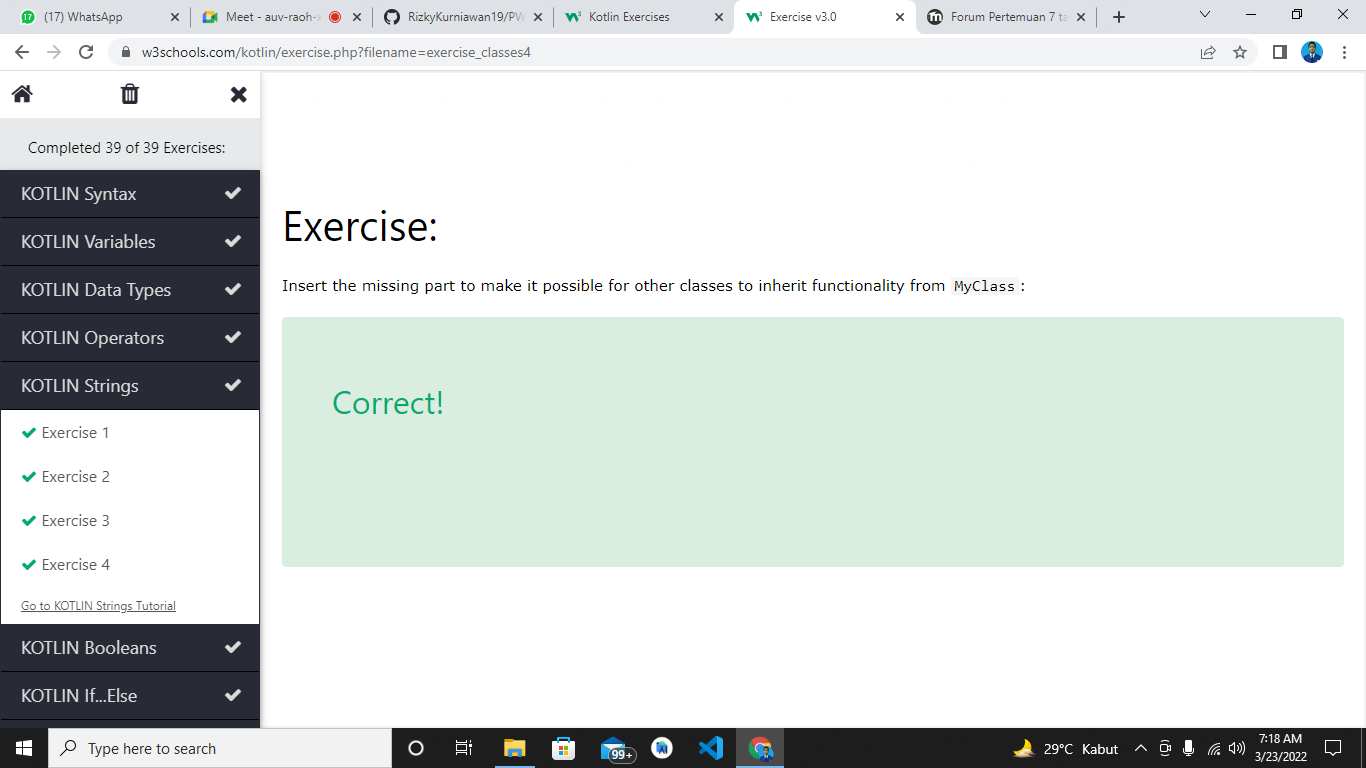 (17) WhatsApp
Meet - auv-raoh-
RizkyKurniawan19/PW
Kotlin Exercises
Exercise v3.0
Forum Pertemuan 7 ta
w3schools.com/kotlin/exercise.php?filename=exercise_classes4
Completed 39 of 39 Exercises:
KOTLIN Syntax
KOTLIN Variables
KOTLIN Data Types
KOTLIN Operators
KOTLIN Strings
Exercise 1
Exercise 2
Exercise 3
Exercise 4
Go to KOTLIN Strings Tutorial
KOTLIN Booleans
KOTLIN If...Else
Exercise:
Insert the missing part to make it possible for other classes to inherit functionality from MyClass:
Correct!
Type here to search
99+
29°C Kabut
7:18 AM
3/23/2022